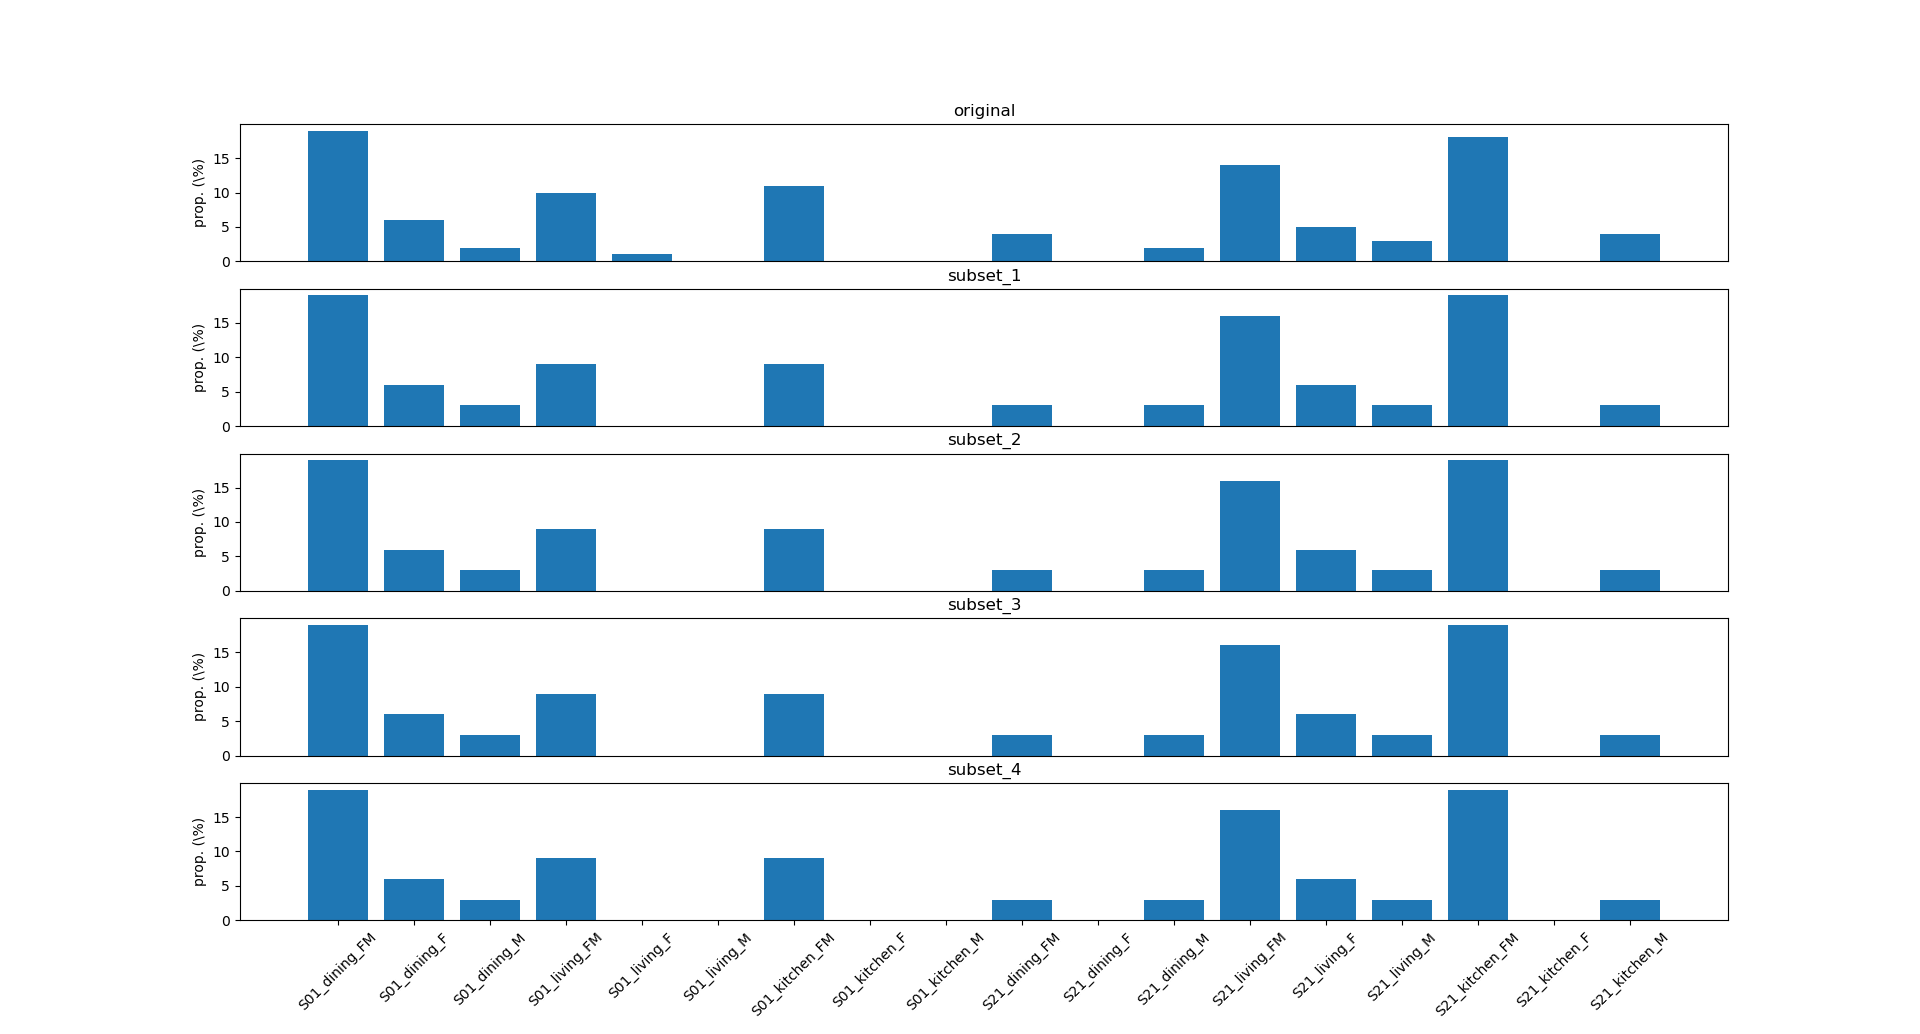 original
prop. (\%)
15
10
5
0
subset_1
prop. (\%)
15
10
5
0
subset_2
prop. (\%)
15
10
5
0
subset_3
prop. (\%)
15
10
5
0
subset_4
prop. (\%)
15
10
5
0
S01_dining_FM
S01_dining_F
S01_dining_M
S01_living_FM
S01_living_F
S01_living_M
S01_kitchen_FM
S01_kitchen_F
S01_kitchen_M
S21_dining_FM
S21_dining_F
S21_dining_M
S21_living_FM
S21_living_F
S21_living_M
S21_kitchen_FM
S21_kitchen_F
S21_kitchen_M